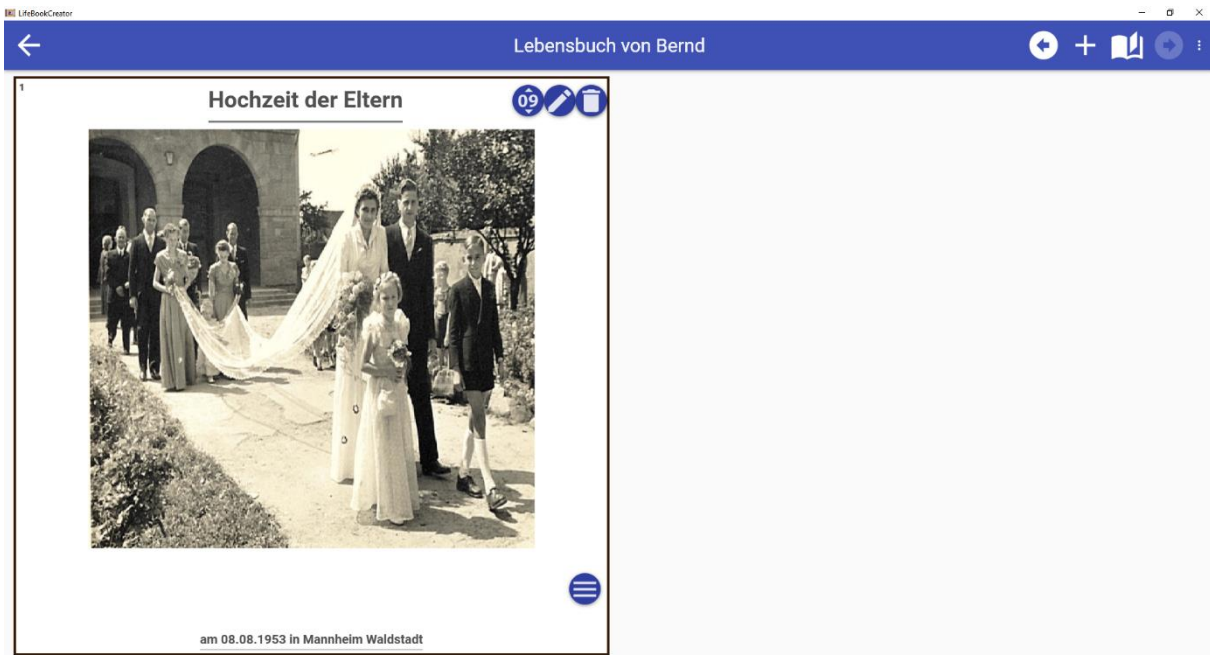 LifeBookCreator
Lebensbuch von Bernd
1
Hochzeit der Eltern
09
am 08.08.1953 in Mannheim Waldstadt